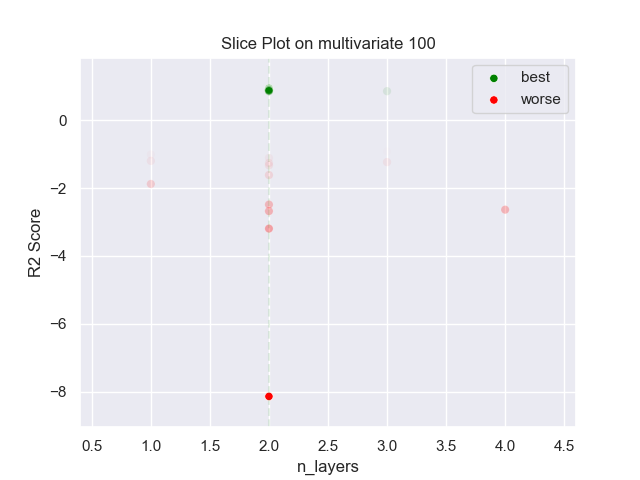 Slice Plot on multivariate 100
best
worse
0
−2
−4
−6
−8
R2 Score
0.5 1.0 1.5 2.0 2.5 3.0 3.5 4.0 4.5
n_layers